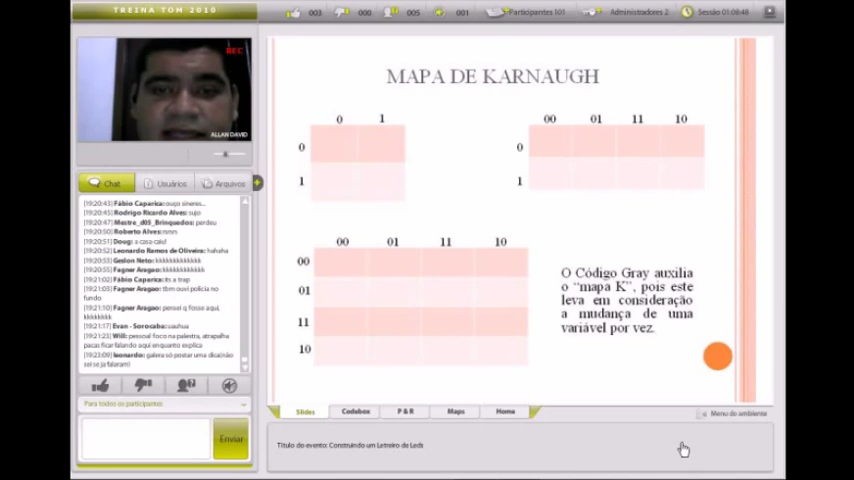 TREINA TOM 2010
003
000
005
001
Participantes 101
Administradores 2
Sessão 01:08:48
REC
ALLAN DAVID
Chat
Usuários
Arquivos
[19:20:43] Fábio Caparica: ouço sirenes...
[19:20:45] Rodrigo Ricardo Alves: sujo
[19:20:47] Mestre_d05_Brinquedos: perdeu
[19:20:50] Roberto Alves: rsrsrs
[19:20:51] Doug: a casa caiu!
[19:20:52] Leonardo Ramos de Oliveira: hahaha
[19:20:53] Geslon Neto: kkkkkkkkkkkk
[19:20:55] Fagner Aragao: kkkkkkkkkkk
[19:21:02] Fábio Caparica: its a trap
[19:21:03] Fagner Aragao: tbm ouvi policia no
fundo
[19:21:10] Fagner Aragao: pensei q fosse aqui,
kkkkkkkk
[19:21:17] Evan - Sorocaba: uauhua
[19:21:23] Will: pessoal foco na palestra, atrapalha
pacas ficar falando aqui enquanto explica
[19:23:09] leonardo: galera só postar uma dica(não
sei se ja falaram)
Para todos os participantes
Enviar
MAPA DE KARNAUGH
0 1
0
1
00 01 11 10
0
1
00 01 11 10
00
01
11
10
O Código Gray auxilia
o “mapa K”, pois este
leva em consideração
a mudança de uma
variável por vez.
Slides
Codebox
P & R
Maps
Home
Menu do ambiente
Título do evento: Construindo um Letreiro de Leds